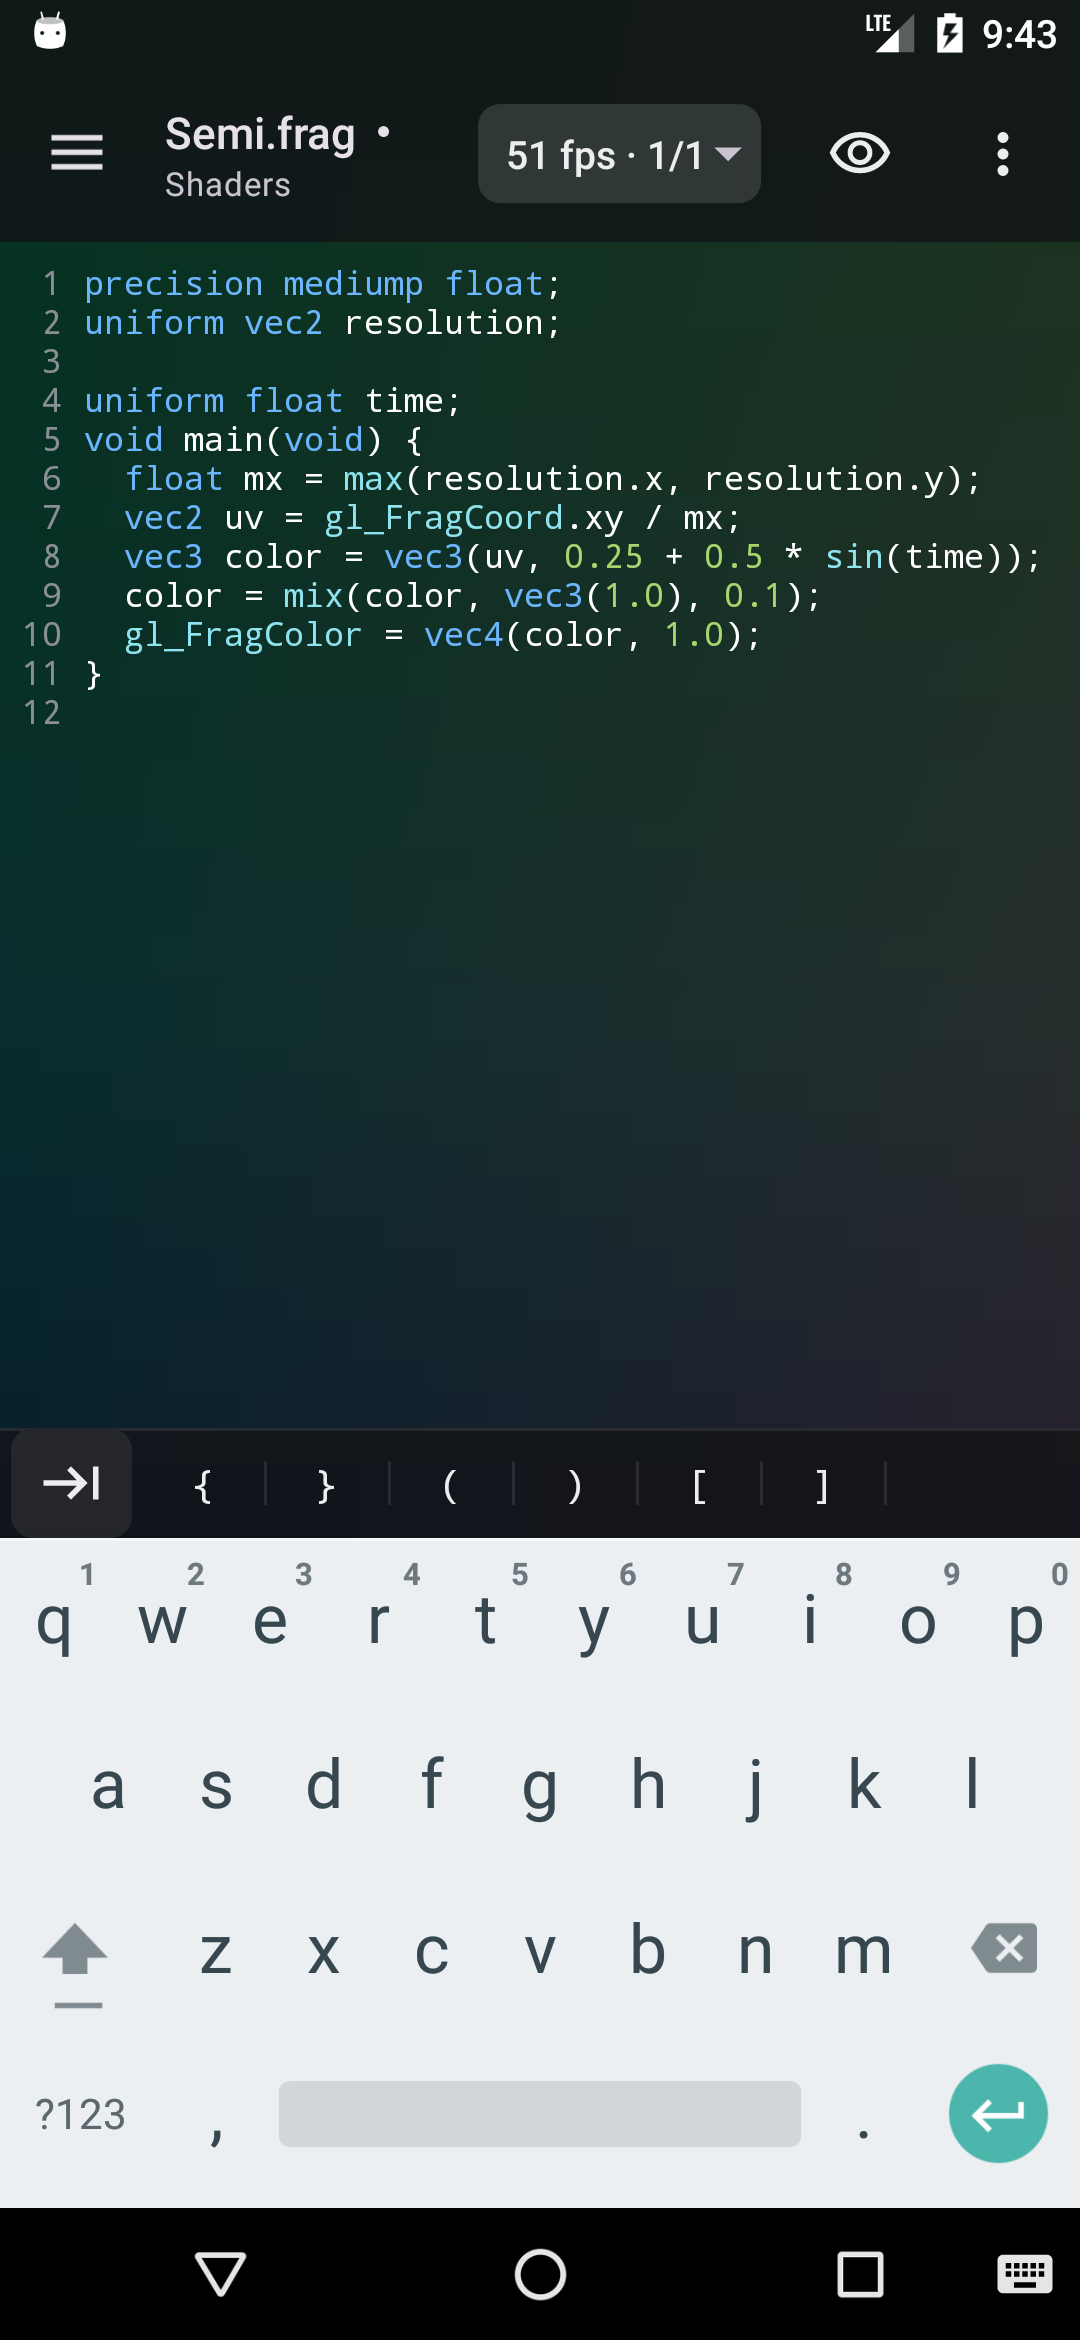 LTE 9:43
Semi.frag •
Shaders
51 fps · 1/1
1 precision mediump float;
2 uniform vec2 resolution;
3
4 uniform float time;
5 void main(void) {
6   float mx = max(resolution.x, resolution.y);
7   vec2 uv = gl_FragCoord.xy / mx;
8   vec3 color = vec3(uv, 0.25 + 0.5 * sin(time));
9   color = mix(color, vec3(1.0), 0.1);
10   gl_FragColor = vec4(color, 1.0);
11 }
12
{ } ( ) [ ]
1 2 3 4 5 6 7 8 9 0
q w e r t y u i o p
a s d f g h j k l
z x c v b n m
?123 , .